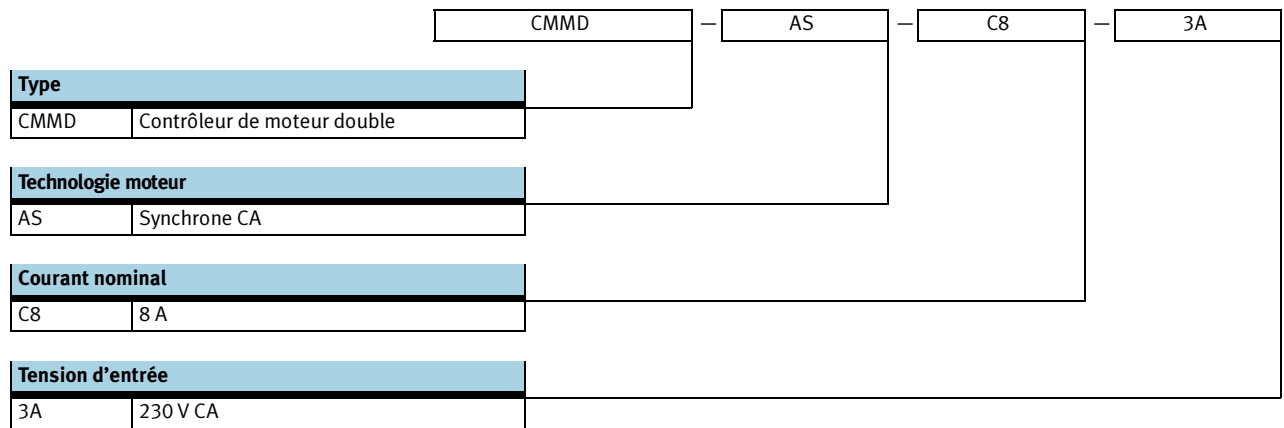 CMMD — AS — C8 — 3A
Type
CMMD Contrôleur de moteur double
Technologie moteur
AS Synchrone CA
Courant nominal
C8 8 A
Tension d’entrée
3A 230 V CA